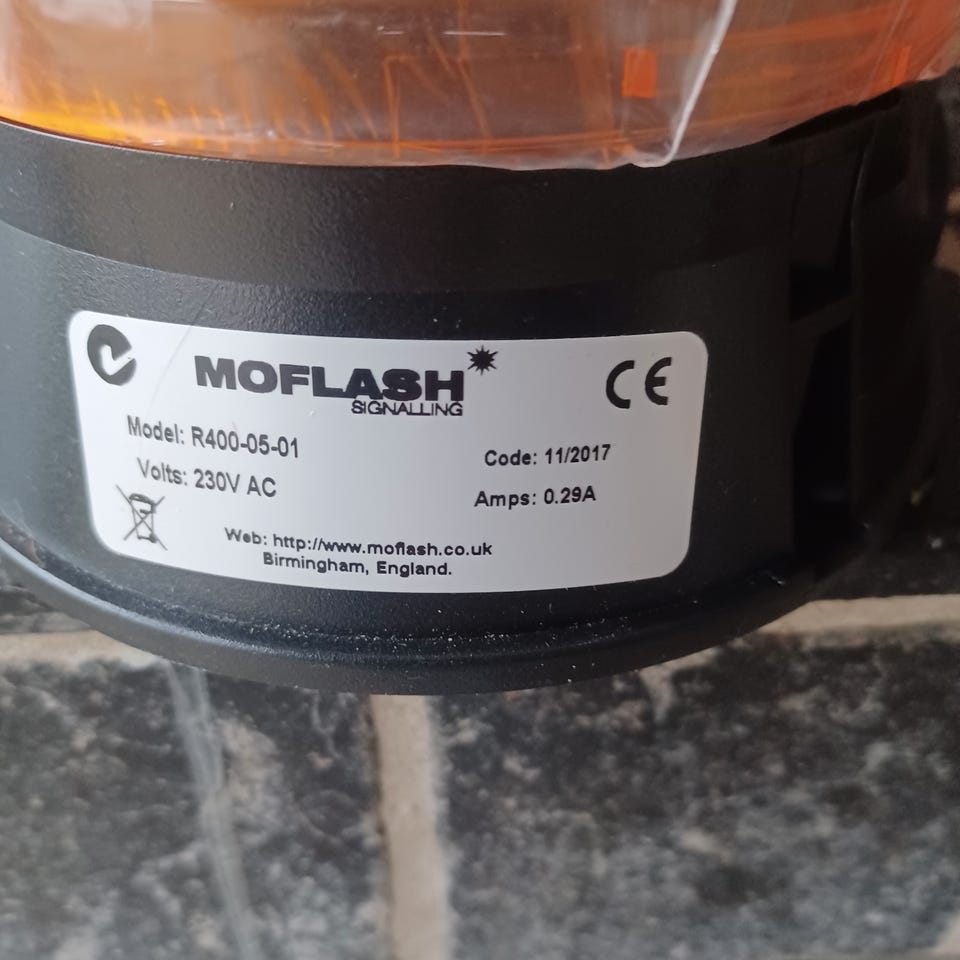 MOFLASH
SIGNALLING
CE
Model: R400-05-01
Code: 11/2017
Volts: 230V AC
Amps: 0.29A
Web: http://www.moflash.co.uk
Birmingham, England.